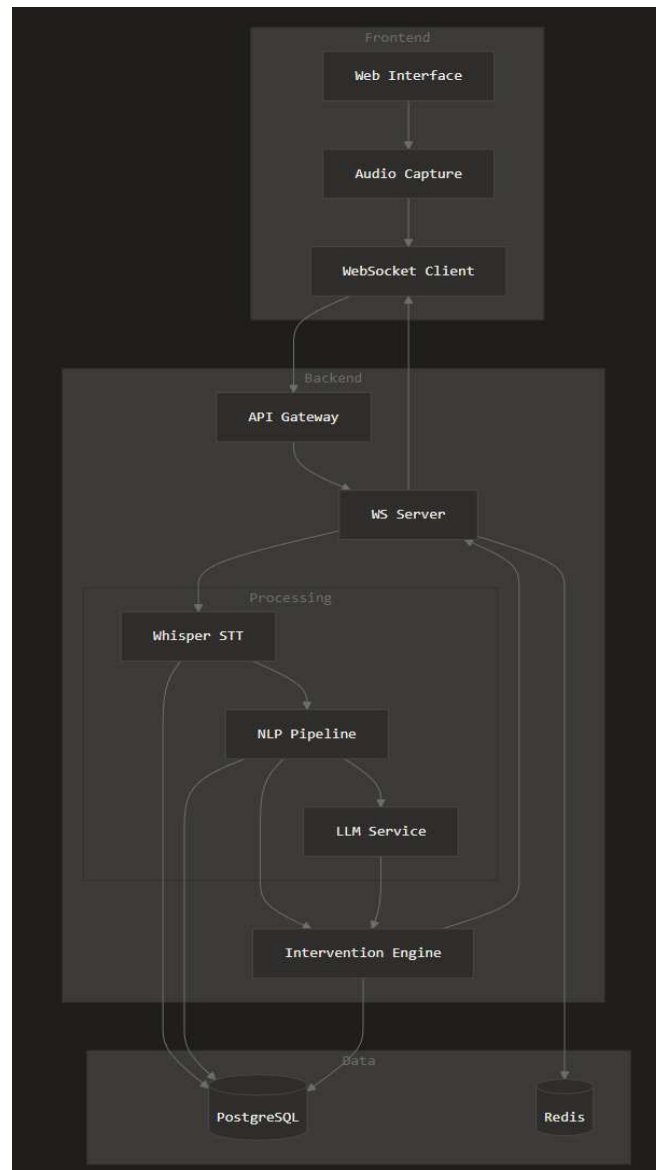 Frontend
Web Interface
Audio Capture
WebSocket Client
Backend
API Gateway
WS Server
Processing
Whisper STT
NLP Pipeline
LLM Service
Intervention Engine
Data
PostgreSQL
Redis